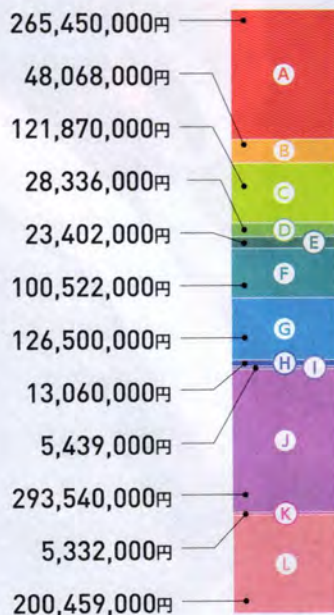 265,450,000円
A
48,068,000円
B
121,870,000円
C
28,336,000円
D
23,402,000円
E
100,522,000円
F
126,500,000円
G
13,060,000円
H
5,439,000円
I
293,540,000円
J
5,332,000円
K
200,459,000円
L